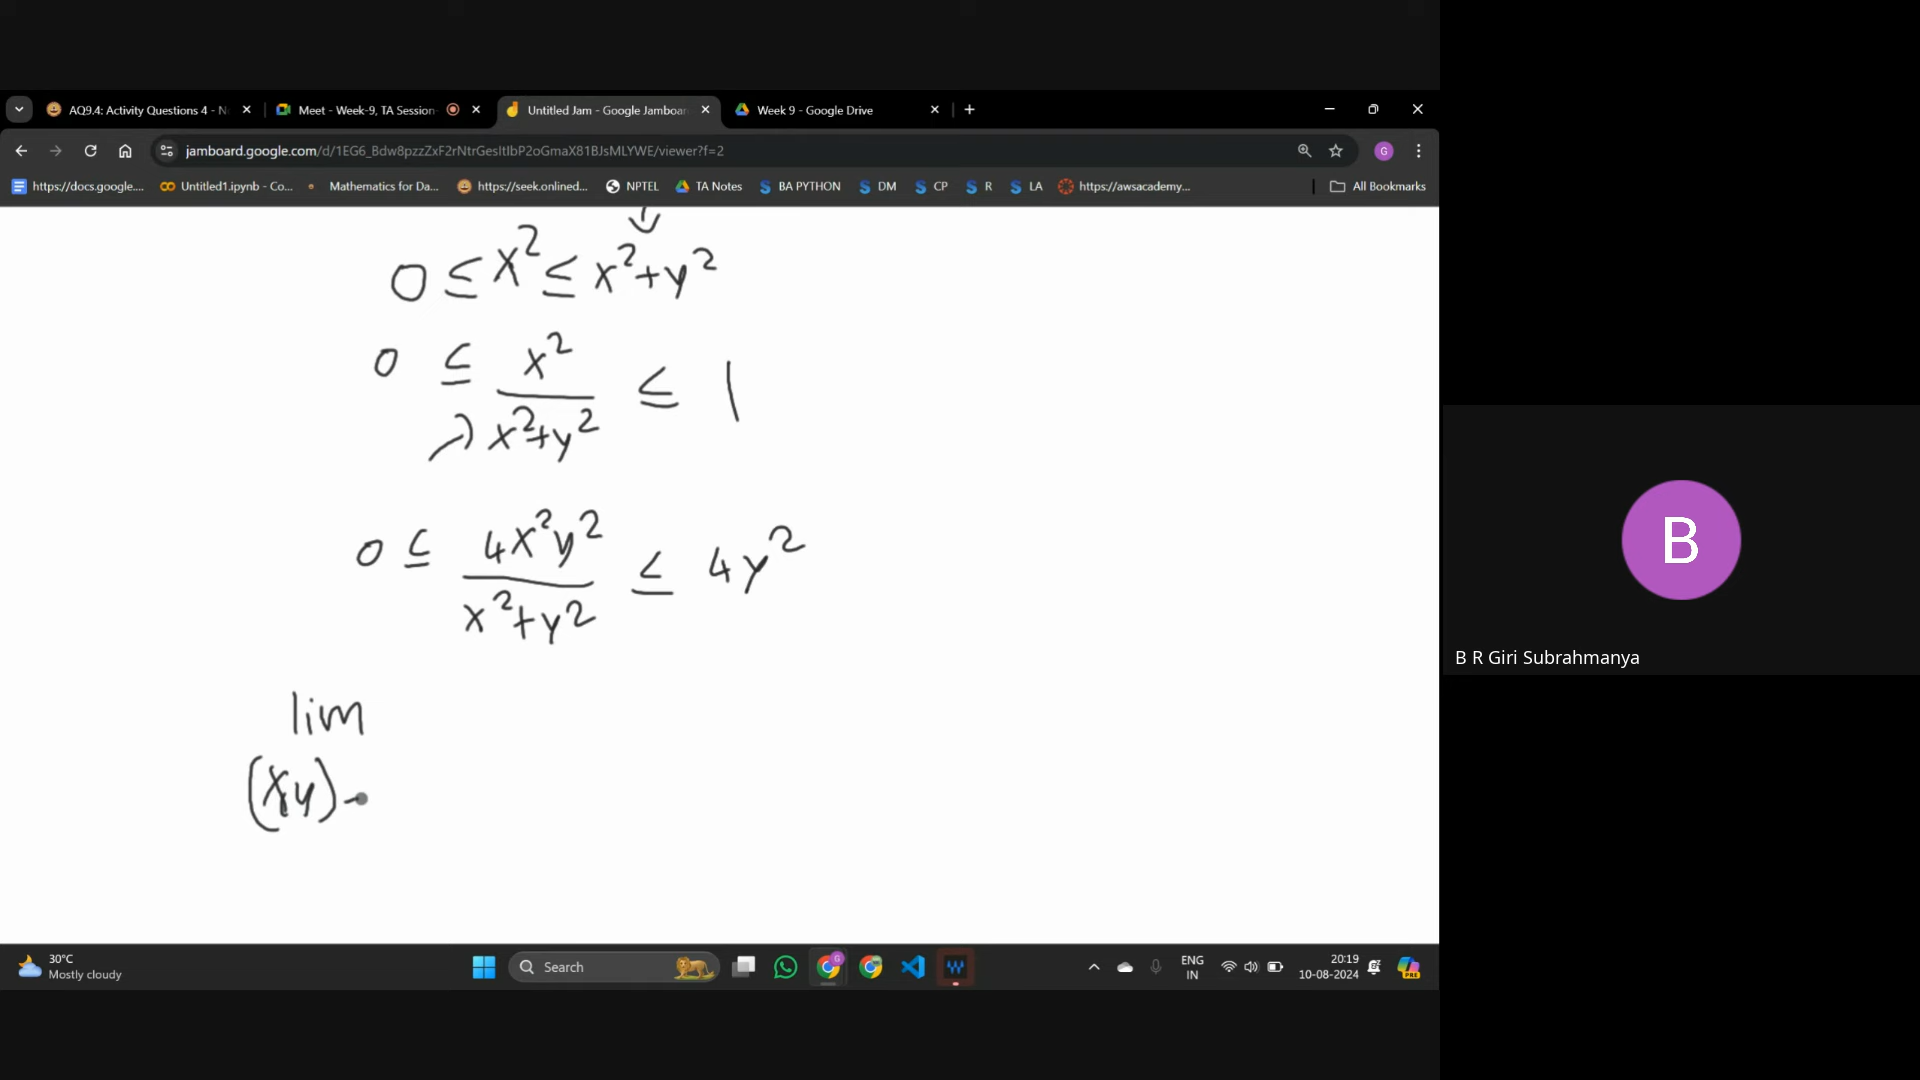 AQ9.4: Activity Questions 4 - N
Meet - Week-9, TA Session
Untitled Jam - Google Jamboar
Week 9 - Google Drive
jamboard.google.com/d/1EG6_Bdw8pzzZxF2rNtrGesItIbP2oGmaX81BJsMLYWE/viewer?f=2
G
https://docs.google....
Untitled1.ipynb - Co...
Mathematics for Da...
https://seek.onlined...
NPTEL
TA Notes
BA PYTHON
DM
CP
R
LA
https://awsacademy...
All Bookmarks
0 ≤ x² ≤ x²+y²
0 ≤ x²/(x²+y²) ≤ 1
0 ≤ 4x²y²/(x²+y²) ≤ 4y²
lim
(x,y) -
B
B R Giri Subrahmanya
30°C
Mostly cloudy
Search
ENG
IN
20:19
10-08-2024